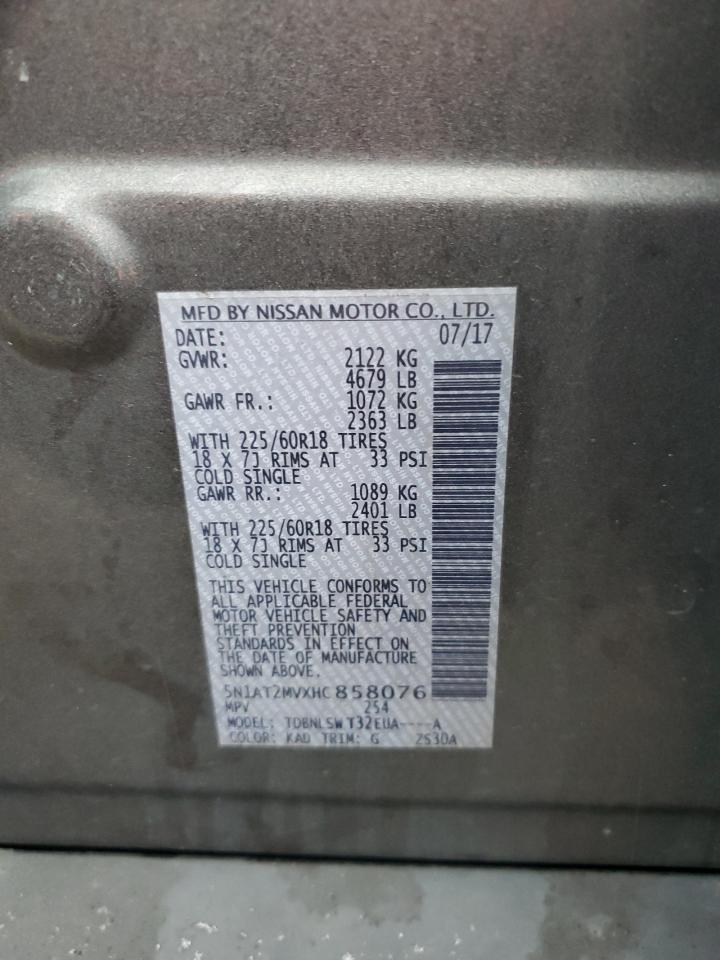 MFD BY NISSAN MOTOR CO., LTD.
DATE: 07/17
GVWR: 2122 KG
4679 LB
GAWR FR.: 1072 KG
2363 LB
WITH 225/60R18 TIRES
18 X 7J RIMS AT 33 PSI
COLD SINGLE
GAWR RR.: 1089 KG
2401 LB
WITH 225/60R18 TIRES
18 X 7J RIMS AT 33 PSI
COLD SINGLE
THIS VEHICLE CONFORMS TO
ALL APPLICABLE FEDERAL
MOTOR VEHICLE SAFETY AND
THEFT PREVENTION
STANDARDS IN EFFECT ON
THE DATE OF MANUFACTURE
SHOWN ABOVE.
5N1AT2MVXHC858076
MPV 254
MODEL: TDBNLSWT32EUA----A
COLOR: KAD TRIM: G 2530A